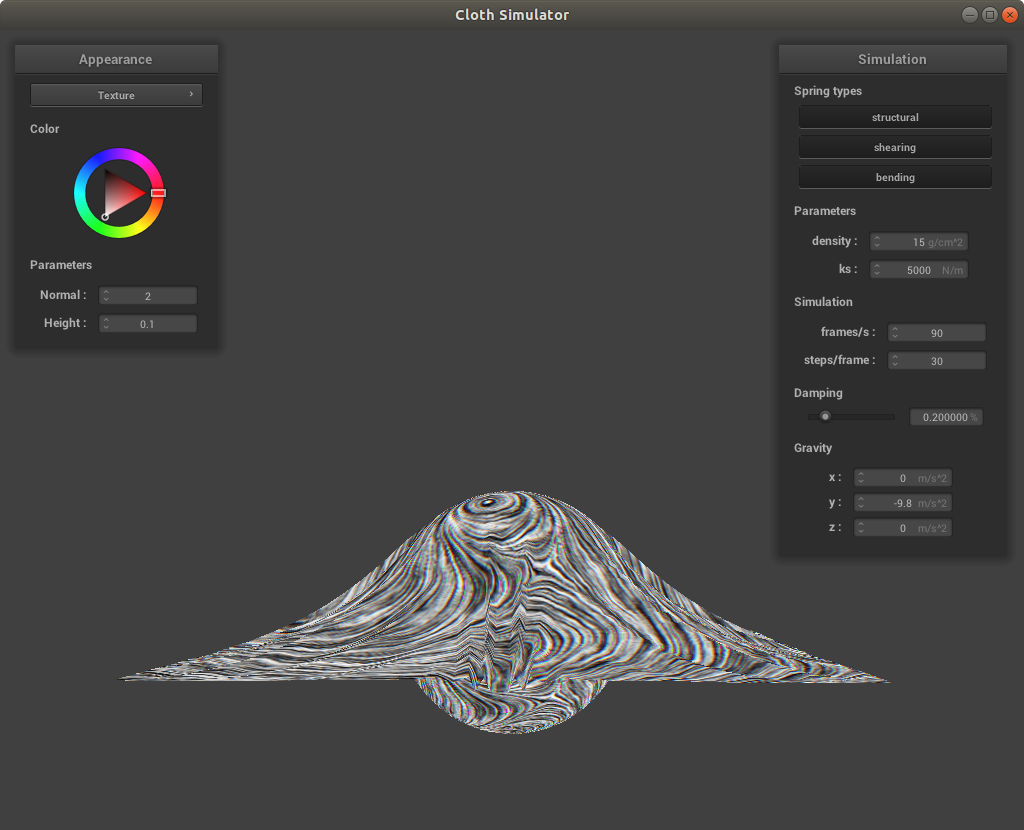 Cloth Simulator
Appearance
Texture
Color
Parameters
Normal : 2
Height : 0.1
Simulation
Spring types
structural
shearing
bending
Parameters
density : 15 g/cm^2
ks : 5000 N/m
Simulation
frames/s : 90
steps/frame : 30
Damping
0.200000 %
Gravity
x : 0 m/s^2
y : -9.8 m/s^2
z : 0 m/s^2